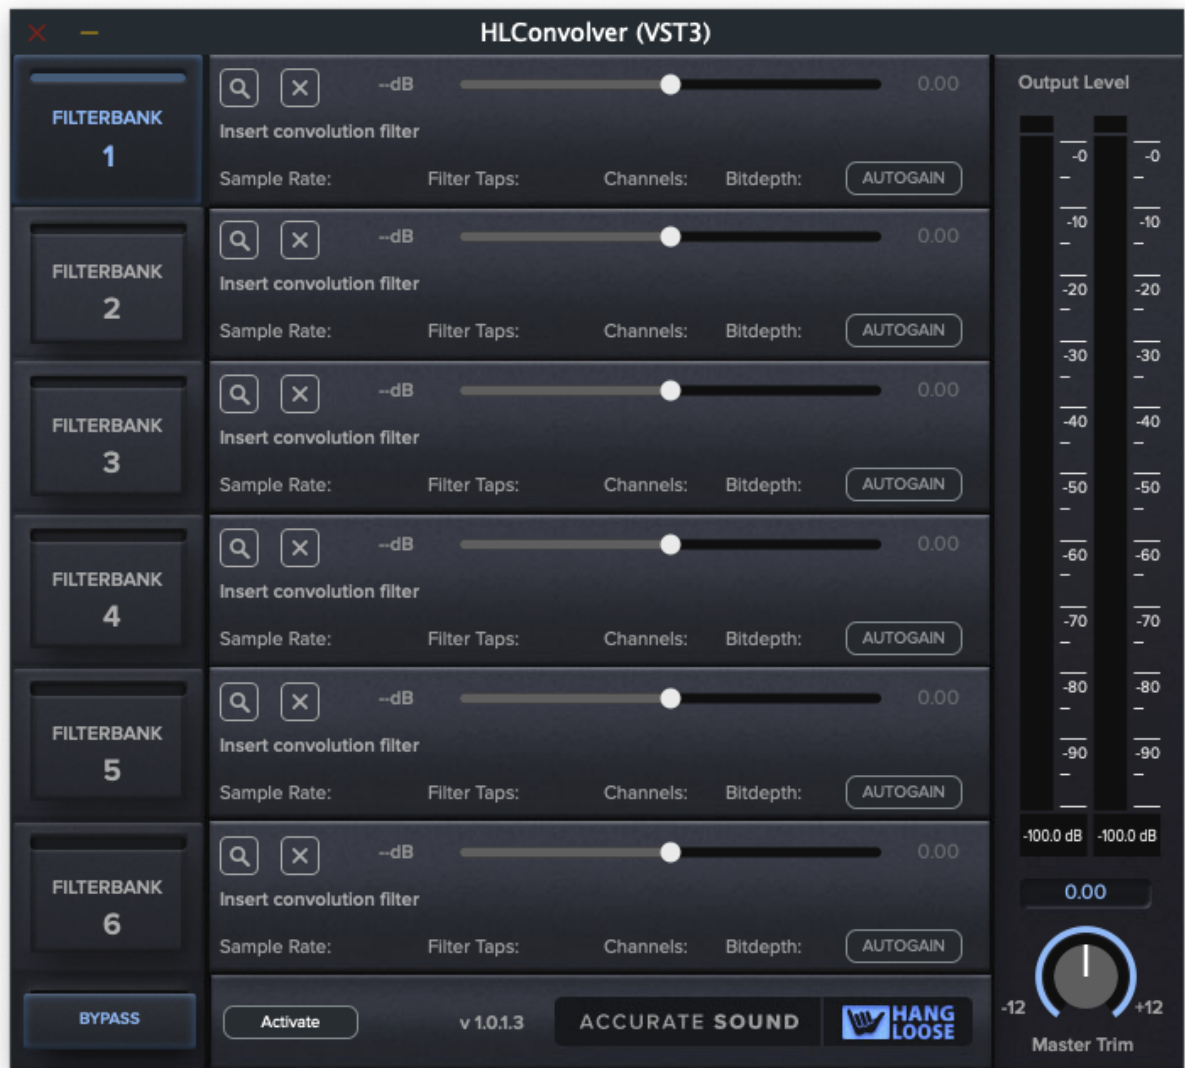 HLConvolver (VST3)
FILTERBANK
1
--dB
0.00
Insert convolution filter
Sample Rate: Filter Taps: Channels: Bitdepth: AUTOGAIN
FILTERBANK
2
--dB
0.00
Insert convolution filter
Sample Rate: Filter Taps: Channels: Bitdepth: AUTOGAIN
FILTERBANK
3
--dB
0.00
Insert convolution filter
Sample Rate: Filter Taps: Channels: Bitdepth: AUTOGAIN
FILTERBANK
4
--dB
0.00
Insert convolution filter
Sample Rate: Filter Taps: Channels: Bitdepth: AUTOGAIN
FILTERBANK
5
--dB
0.00
Insert convolution filter
Sample Rate: Filter Taps: Channels: Bitdepth: AUTOGAIN
FILTERBANK
6
--dB
0.00
Insert convolution filter
Sample Rate: Filter Taps: Channels: Bitdepth: AUTOGAIN
BYPASS
Activate
v 1.0.1.3
ACCURATE SOUND
HANG
LOOSE
Output Level
-0 -0
-10 -10
-20 -20
-30 -30
-40 -40
-50 -50
-60 -60
-70 -70
-80 -80
-90 -90
-100.0 dB -100.0 dB
0.00
-12 +12
Master Trim